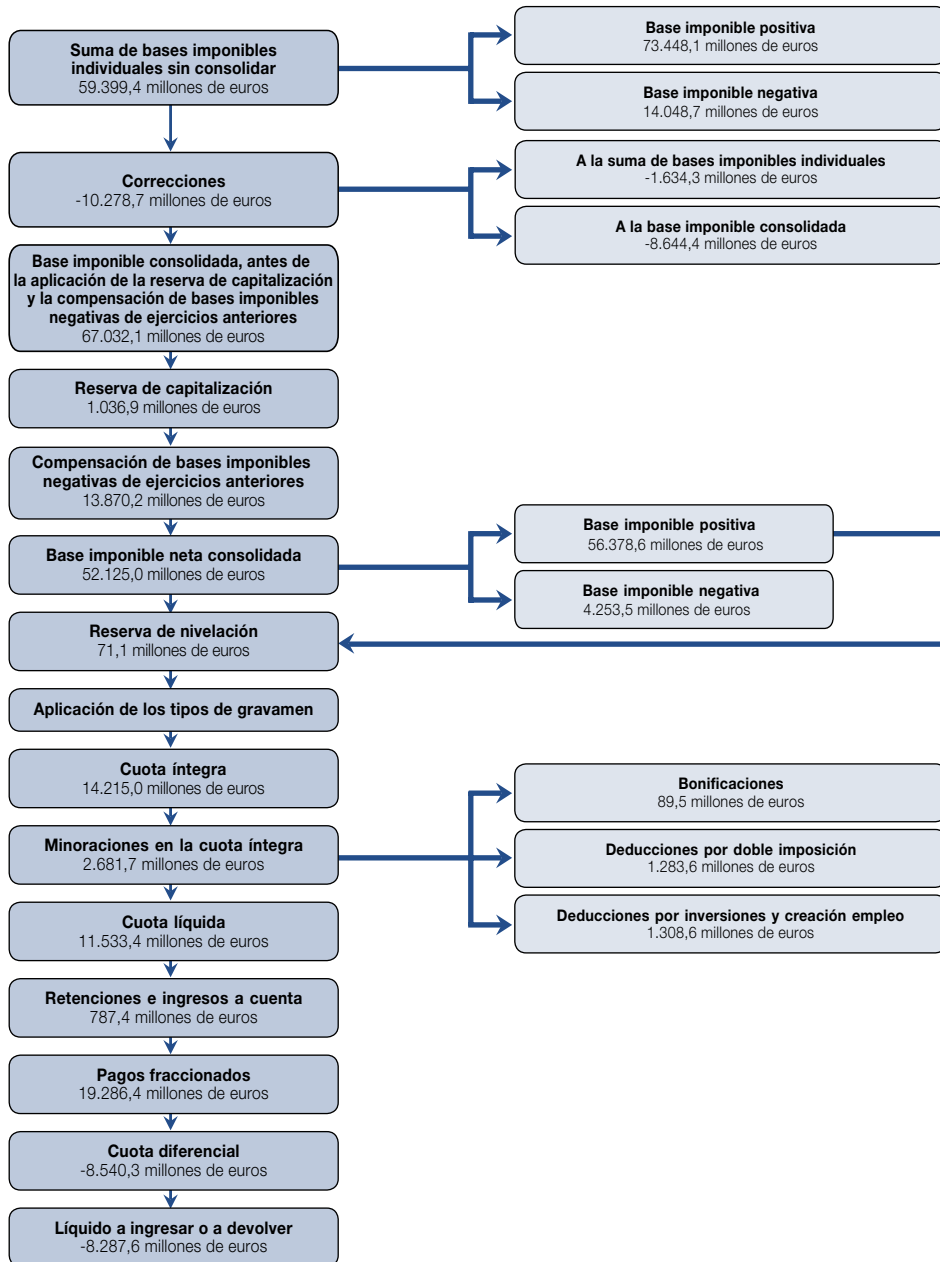 Suma de bases imponibles
individuales sin consolidar
59.399,4 millones de euros
Base imponible positiva
73.448,1 millones de euros
Base imponible negativa
14.048,7 millones de euros
Correcciones
-10.278,7 millones de euros
A la suma de bases imponibles individuales
-1.634,3 millones de euros
A la base imponible consolidada
-8.644,4 millones de euros
Base imponible consolidada, antes de
la aplicación de la reserva de capitalización
y la compensación de bases imponibles
negativas de ejercicios anteriores
67.032,1 millones de euros
Reserva de capitalización
1.036,9 millones de euros
Compensación de bases imponibles
negativas de ejercicios anteriores
13.870,2 millones de euros
Base imponible neta consolidada
52.125,0 millones de euros
Base imponible positiva
56.378,6 millones de euros
Base imponible negativa
4.253,5 millones de euros
Reserva de nivelación
71,1 millones de euros
Aplicación de los tipos de gravamen
Cuota íntegra
14.215,0 millones de euros
Minoraciones en la cuota íntegra
2.681,7 millones de euros
Bonificaciones
89,5 millones de euros
Deducciones por doble imposición
1.283,6 millones de euros
Deducciones por inversiones y creación empleo
1.308,6 millones de euros
Cuota líquida
11.533,4 millones de euros
Retenciones e ingresos a cuenta
787,4 millones de euros
Pagos fraccionados
19.286,4 millones de euros
Cuota diferencial
-8.540,3 millones de euros
Líquido a ingresar o a devolver
-8.287,6 millones de euros